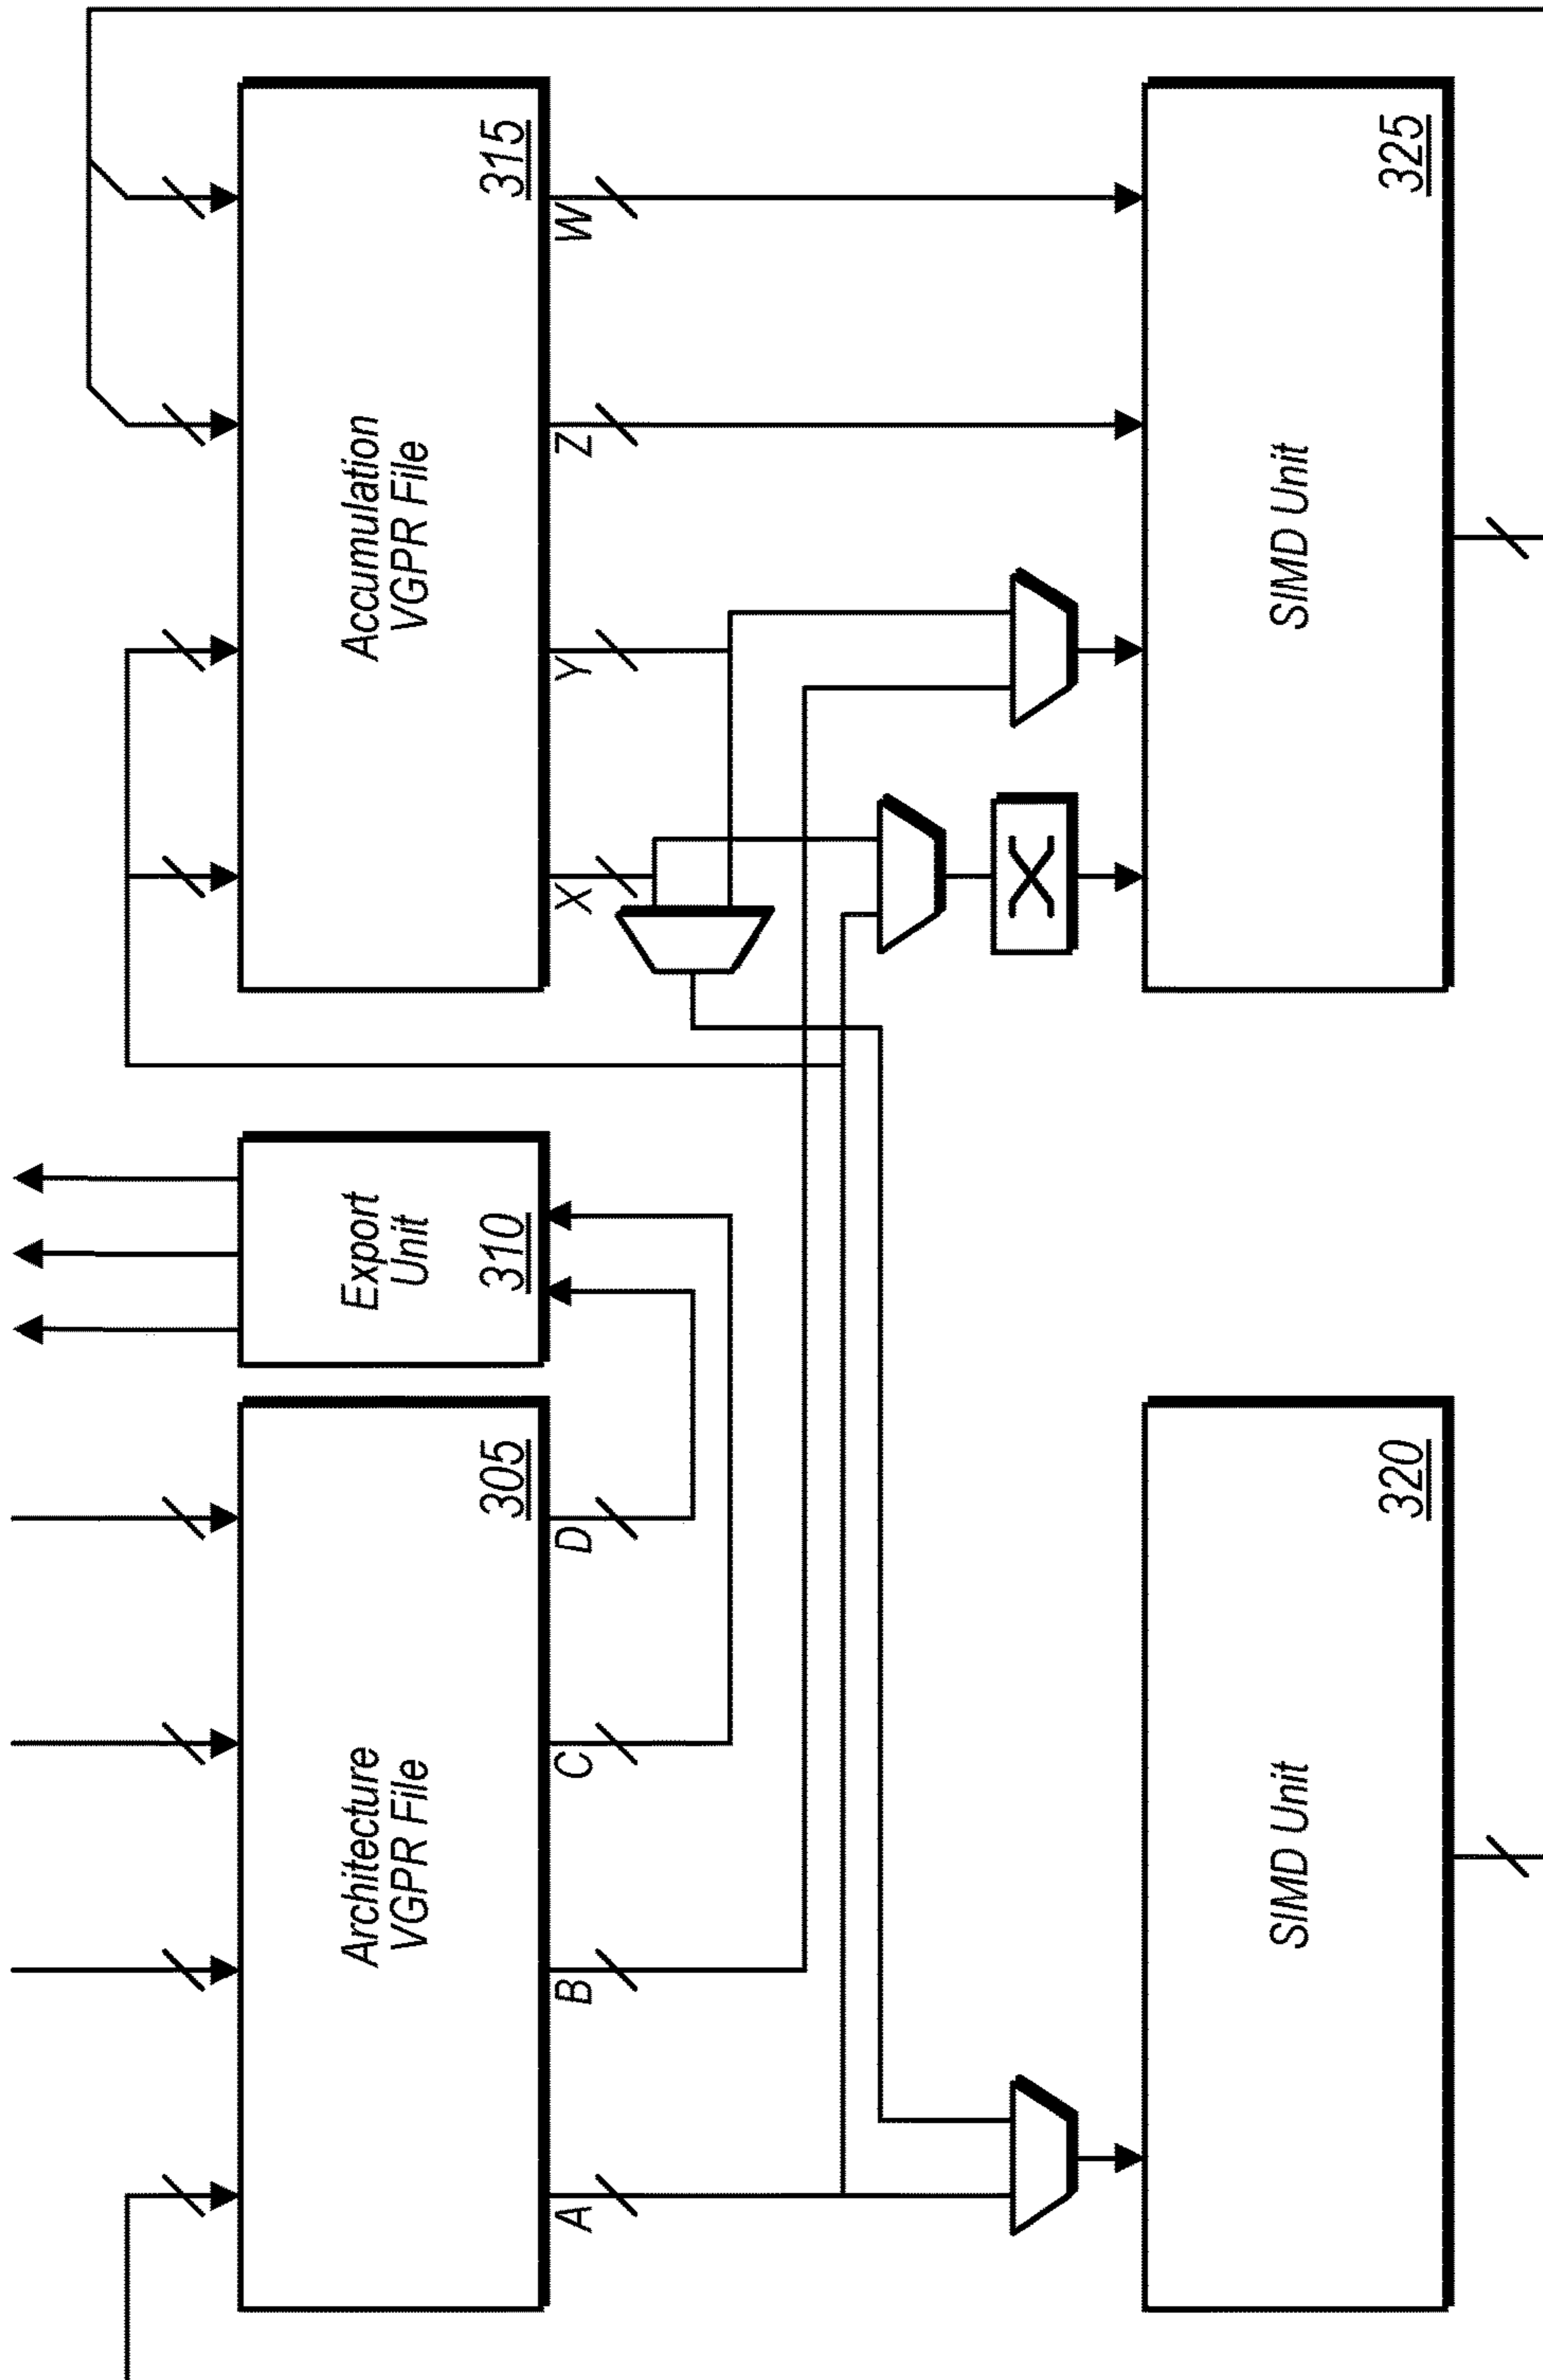 Architecture
VGPR File
305
A
B
C
D
Export
Unit
310
Accumulation
VGPR File
315
X
Y
Z
W
SIMD Unit
320
SIMD Unit
325